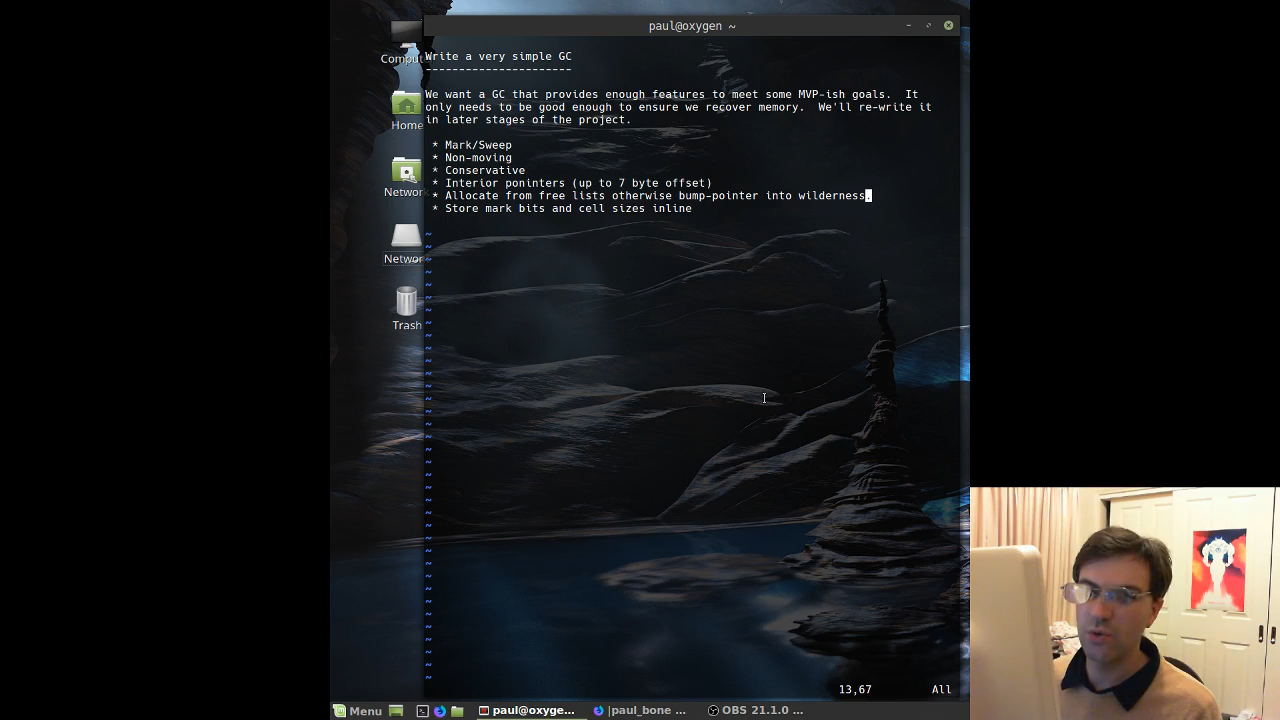 paul@oxygen ~
Comput
Home
Networ
Networ
Trash
Write a very simple GC
----------------------
We want a GC that provides enough features to meet some MVP-ish goals.  It
only needs to be good enough to ensure we recover memory.  We'll re-write it
in later stages of the project.
* Mark/Sweep
* Non-moving
* Conservative
* Interior poninters (up to 7 byte offset)
* Allocate from free lists otherwise bump-pointer into wilderness.
* Store mark bits and cell sizes inline
13,67 All
Menu
paul@oxyge...
|paul_bone ...
OBS 21.1.0 ...